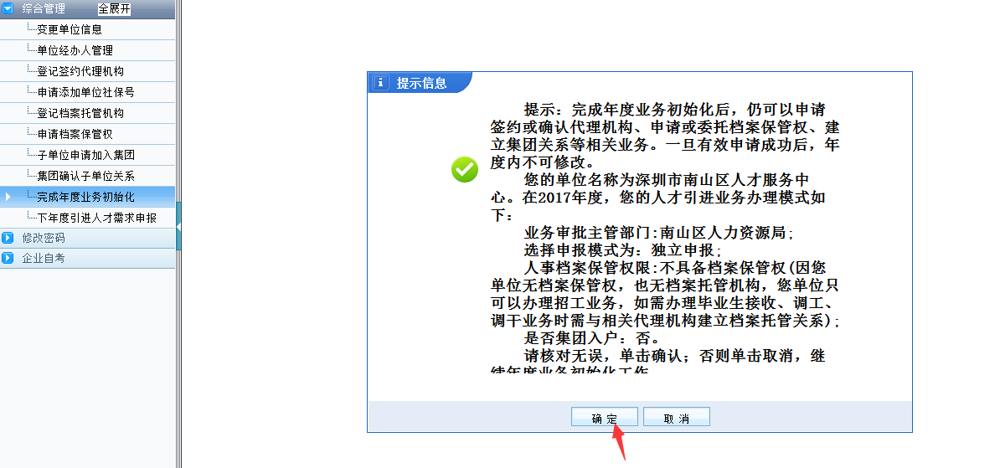 综合管理 全展开
变更单位信息
单位经办人管理
登记签约代理机构
申请添加单位社保号
登记档案托管机构
申请档案保管权
子单位申请加入集团
集团确认子单位关系
完成年度业务初始化
下年度引进人才需求申报
修改密码
企业自考
提示信息
提示：完成年度业务初始化后，仍可以申请
签约或确认代理机构、申请或委托档案保管权、建
立集团关系等相关业务。一旦有效申请成功后，年
度内不可修改。
您的单位名称为深圳市南山区人才服务中
心。在2017年度，您的人才引进业务办理模式如
下：
业务审批主管部门:南山区人力资源局;
选择申报模式为：独立申报;
人事档案保管权限:不具备档案保管权(因您
单位无档案保管权，也无档案托管机构，您单位只
可以办理招工业务，如需办理毕业生接收、调工、
调干业务时需与相关代理机构建立档案托管关系);
是否集团入户：否。
请核对无误，单击确认；否则单击取消，继
续年度业务初始化工作
确 定 取 消